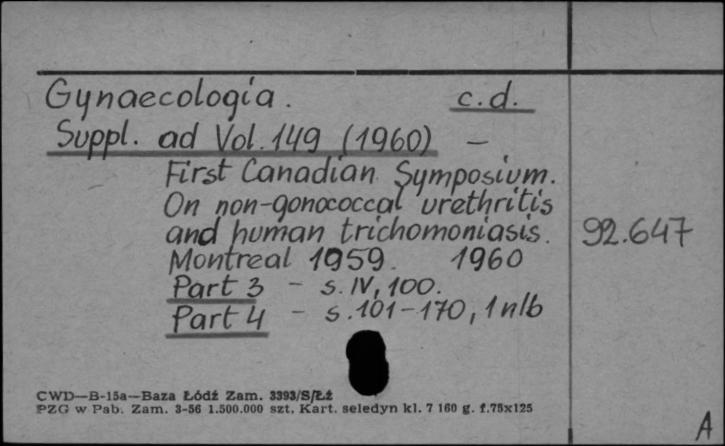 Gynaecologia. c.d.
Suppl. ad Vol. 149 (1960) —
First Canadian Symposium.
On non-gonococcal urethritis
and human trichomoniasis. 92.647
Montreal 1959. 1960
Part 3 - s. IV, 100.
Part 4 - s. 101-170, 1 nlb
CWD—B-15a—Baza Łódź Zam. 3393/S/Łź
PZG w Pab. Zam. 3-56 1.500.000 szt. Kart. seledyn kl. 7 160 g. f.75x125
A